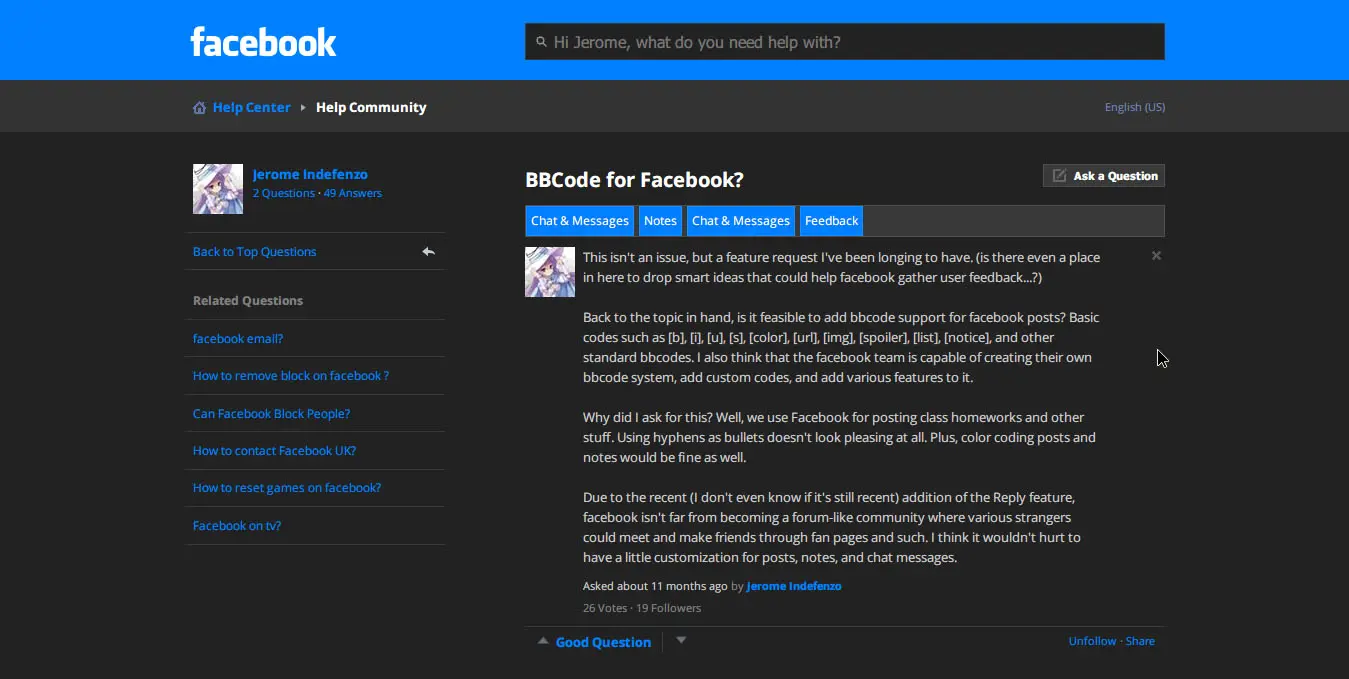 facebook
Hi Jerome, what do you need help with?
Help Center
Help Community
English (US)
Jerome Indefenzo
2 Questions · 49 Answers
Back to Top Questions
Related Questions
facebook email?
How to remove block on facebook ?
Can Facebook Block People?
How to contact Facebook UK?
How to reset games on facebook?
Facebook on tv?
BBCode for Facebook?
Ask a Question
Chat & Messages Notes Chat & Messages Feedback
This isn't an issue, but a feature request I've been longing to have. (is there even a place
in here to drop smart ideas that could help facebook gather user feedback...?)
Back to the topic in hand, is it feasible to add bbcode support for facebook posts? Basic
codes such as [b], [i], [u], [s], [color], [url], [img], [spoiler], [list], [notice], and other
standard bbcodes. I also think that the facebook team is capable of creating their own
bbcode system, add custom codes, and add various features to it.
Why did I ask for this? Well, we use Facebook for posting class homeworks and other
stuff. Using hyphens as bullets doesn't look pleasing at all. Plus, color coding posts and
notes would be fine as well.
Due to the recent (I don't even know if it's still recent) addition of the Reply feature,
facebook isn't far from becoming a forum-like community where various strangers
could meet and make friends through fan pages and such. I think it wouldn't hurt to
have a little customization for posts, notes, and chat messages.
Asked about 11 months ago by Jerome Indefenzo
26 Votes · 19 Followers
Good Question
Unfollow · Share